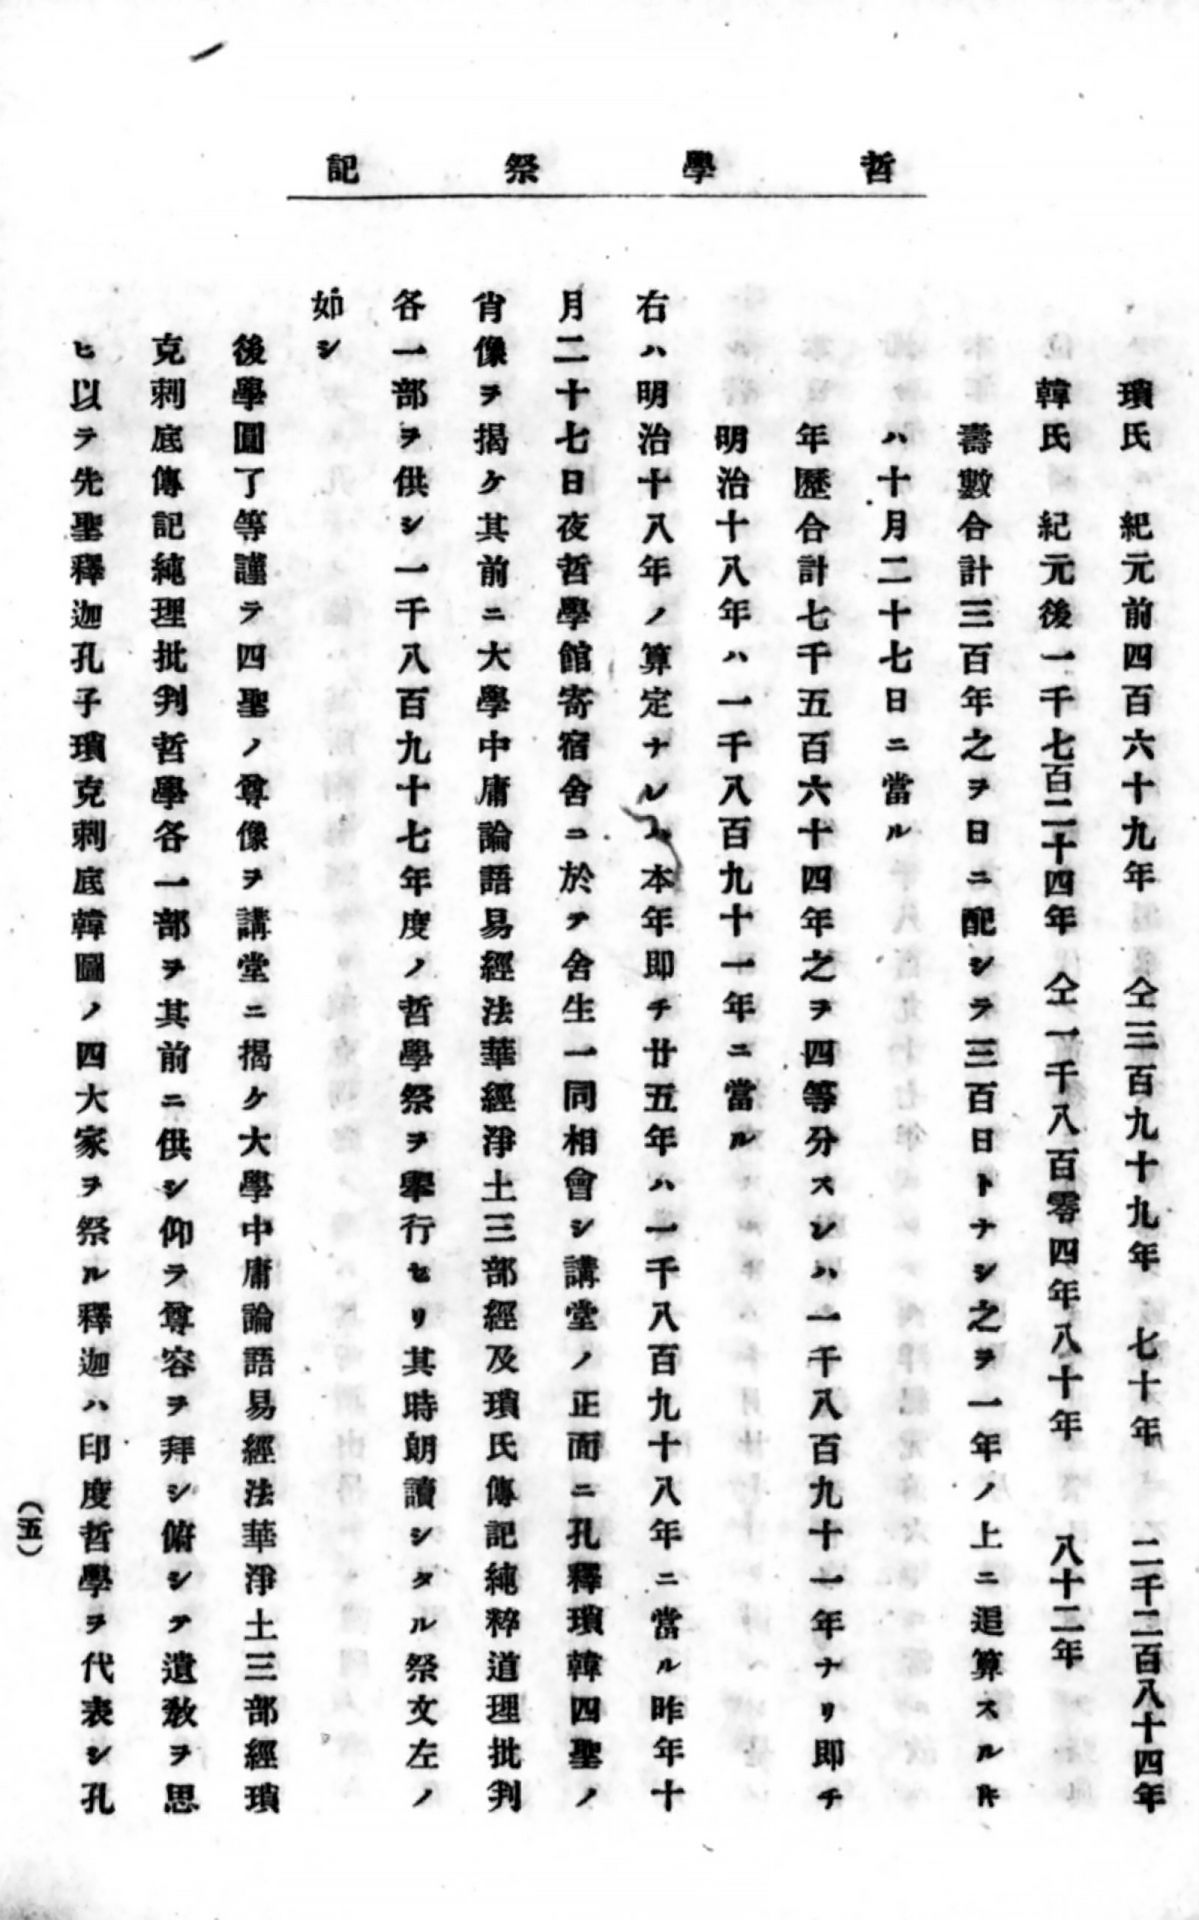 哲學祭記
瑣氏 紀元前四百六十九年 仝三百九十九年 七十年 二千二百八十四年
韓氏 紀元後一千七百二十四年 仝一千八百零四年八十年 八十二年
壽數合計三百年之ヲ日ニ配シテ三百日トナシ之ヲ一年ノ上ニ追算スル𪜈
ハ十月二十七日ニ當ル
年歷合計七千五百六十四年之ヲ四等分スレハ一千八百九十一年ナリ卽チ
明治十八年ハ一千八百九十一年ニ當ル
右ハ明治十八年ノ算定ナレハ本年卽チ廿五年ハ一千八百九十八年ニ當ル昨年十
月二十七日夜哲學館寄宿舍ニ於テ舍生一同相會シ講堂ノ正面ニ孔釋瑣韓四聖ノ
肖像ヲ揭ケ其前ニ大學中庸論語易經法華經淨土三部經及瑣氏傳記純粹道理批判
各一部ヲ供シ一千八百九十七年度ノ哲學祭ヲ擧行セリ其時朗讀シタル祭文左ノ
如シ
後學圓了等謹テ四聖ノ尊像ヲ講堂ニ揭ケ大學中庸論語易經法華淨土三部經瑣
克剌底傳記純理批判哲學各一部ヲ其前ニ供シ仰テ尊容ヲ拜シ俯シテ遺敎ヲ思
ヒ以テ先聖釋迦孔子瑣克剌底韓圖ノ四大家ヲ祭ル釋迦ハ印度哲學ヲ代表シ孔
(五)